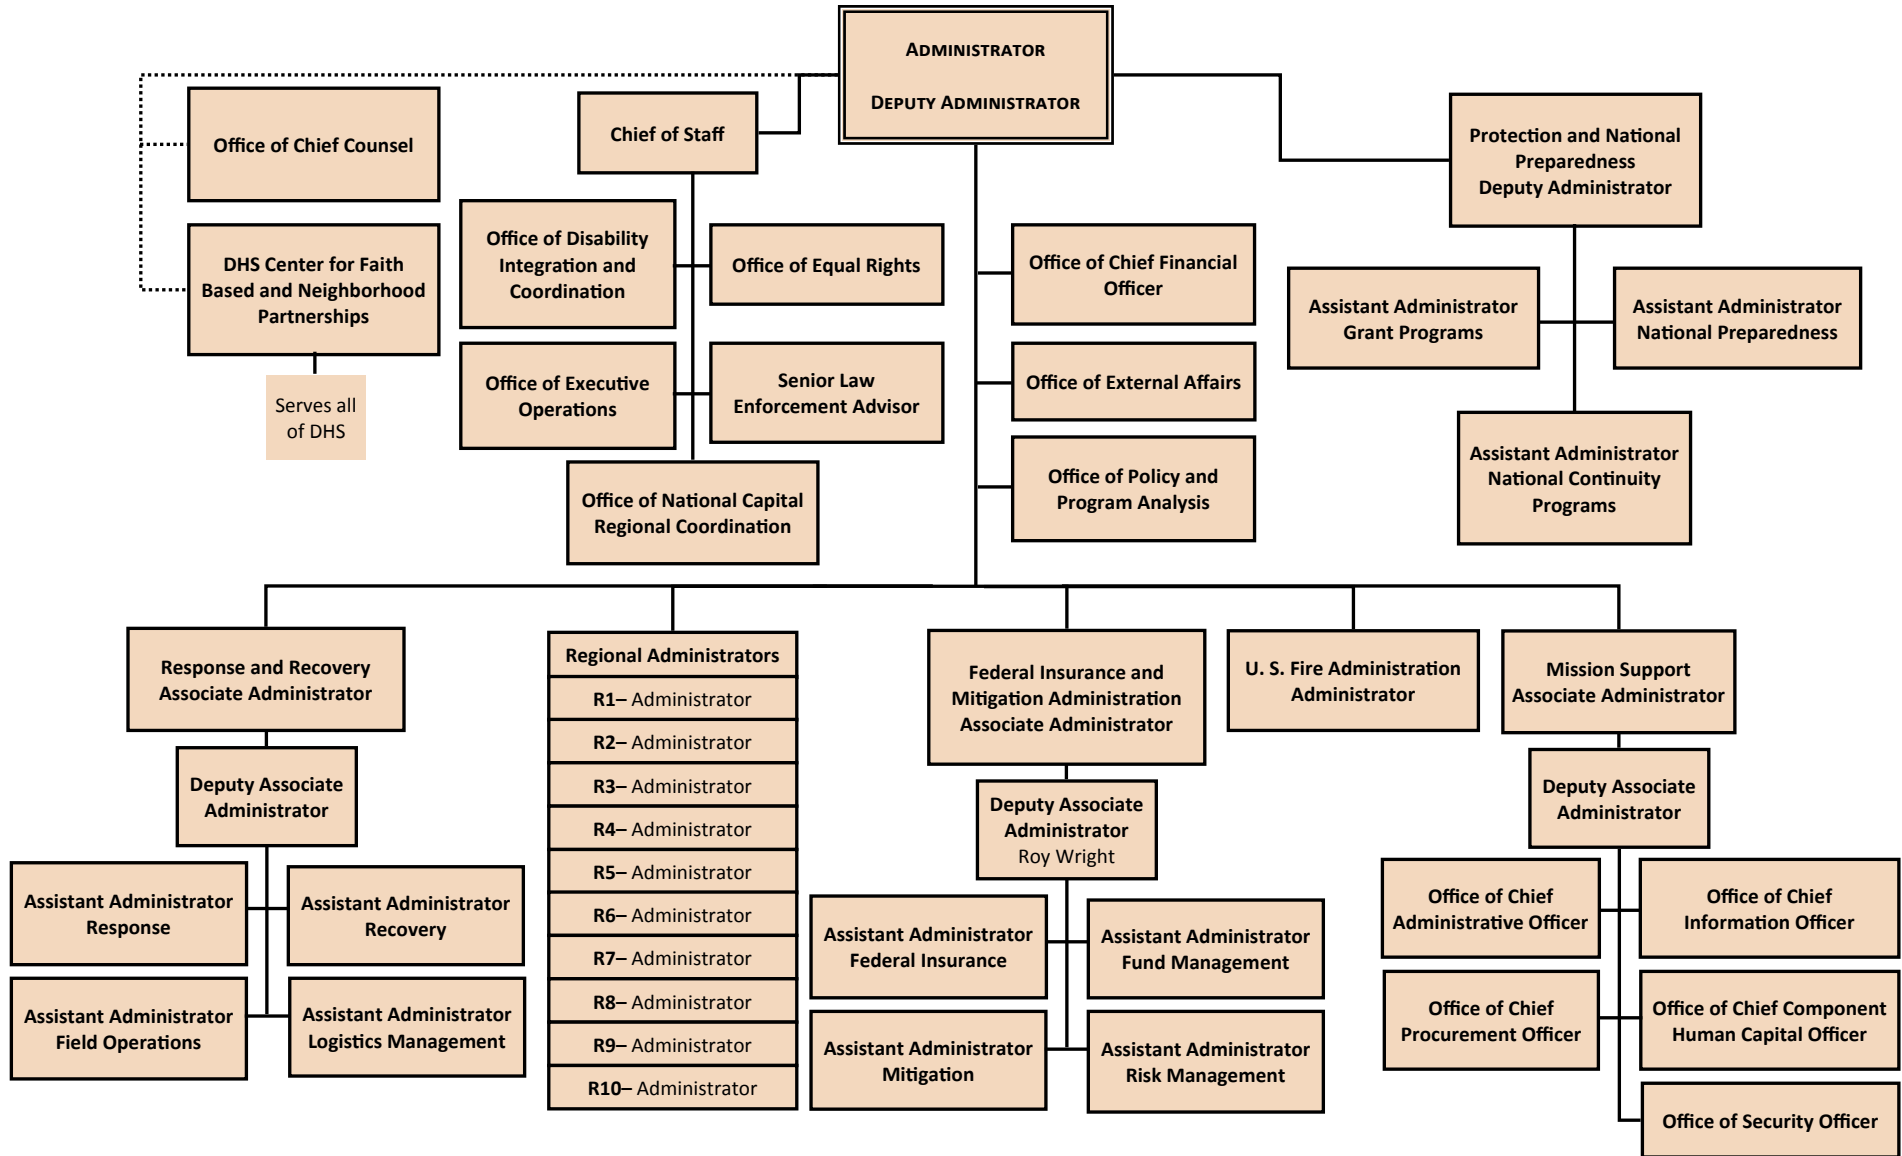 ADMINISTRATOR
DEPUTY ADMINISTRATOR
Office of Chief Counsel
DHS Center for Faith
Based and Neighborhood
Partnerships
Serves all
of DHS
Chief of Staff
Office of Disability
Integration and
Coordination
Office of Equal Rights
Office of Executive
Operations
Senior Law
Enforcement Advisor
Office of National Capital
Regional Coordination
Office of Chief Financial
Officer
Office of External Affairs
Office of Policy and
Program Analysis
Protection and National
Preparedness
Deputy Administrator
Assistant Administrator
Grant Programs
Assistant Administrator
National Preparedness
Assistant Administrator
National Continuity
Programs
Response and Recovery
Associate Administrator
Deputy Associate
Administrator
Assistant Administrator
Response
Assistant Administrator
Recovery
Assistant Administrator
Field Operations
Assistant Administrator
Logistics Management
Regional Administrators
R1– Administrator
R2– Administrator
R3– Administrator
R4– Administrator
R5– Administrator
R6– Administrator
R7– Administrator
R8– Administrator
R9– Administrator
R10– Administrator
Federal Insurance and
Mitigation Administration
Associate Administrator
Deputy Associate
Administrator
Roy Wright
Assistant Administrator
Federal Insurance
Assistant Administrator
Fund Management
Assistant Administrator
Mitigation
Assistant Administrator
Risk Management
U. S. Fire Administration
Administrator
Mission Support
Associate Administrator
Deputy Associate
Administrator
Office of Chief
Administrative Officer
Office of Chief
Information Officer
Office of Chief
Procurement Officer
Office of Chief Component
Human Capital Officer
Office of Security Officer